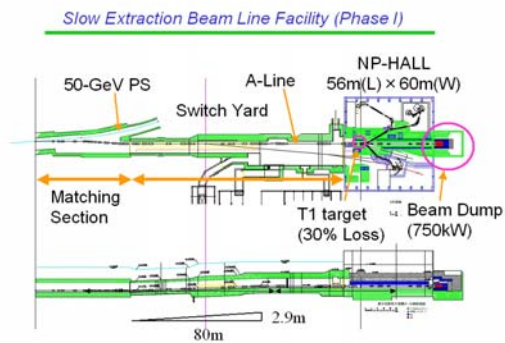 Slow Extraction Beam Line Facility (Phase I)
NP-HALL
56m(L) × 60m(W)
50-GeV PS
A-Line
Switch Yard
Matching
Section
T1 target
(30% Loss)
Beam Dump
(750kW)
2.9m
80m